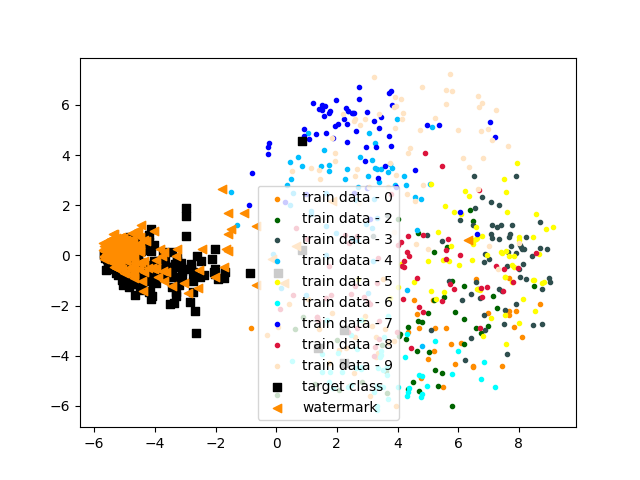 6
4
2
0
−2
−4
−6
−6
−4
−2
0
2
4
6
8
train data - 0
train data - 2
train data - 3
train data - 4
train data - 5
train data - 6
train data - 7
train data - 8
train data - 9
target class
watermark